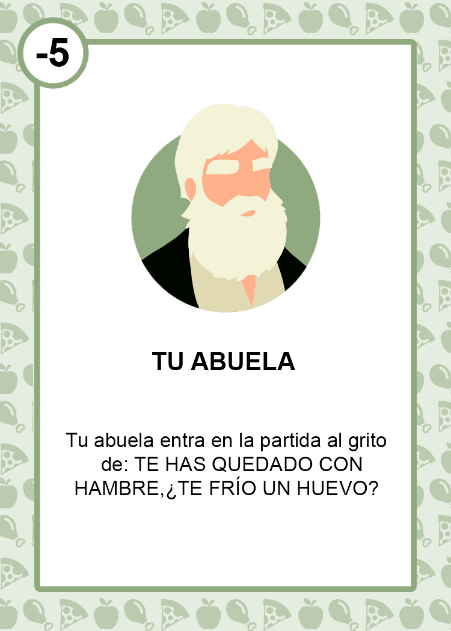 -5
TU ABUELA
Tu abuela entra en la partida al grito
de: TE HAS QUEDADO CON
HAMBRE,¿TE FRÍO UN HUEVO?